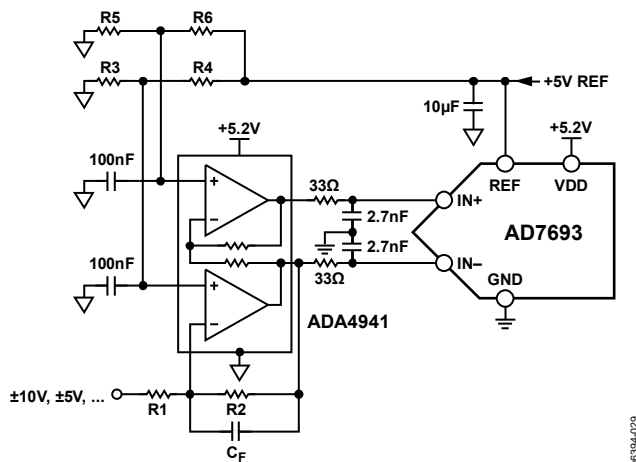 R5
R6
R3
R4
+5V REF
10µF
+5.2V
+5.2V
100nF
REF
VDD
+
33Ω
IN+
–
2.7nF
AD7693
2.7nF
100nF
IN–
+
33Ω
GND
–
ADA4941
±10V, ±5V, ...
R1
R2
CF
06394-029